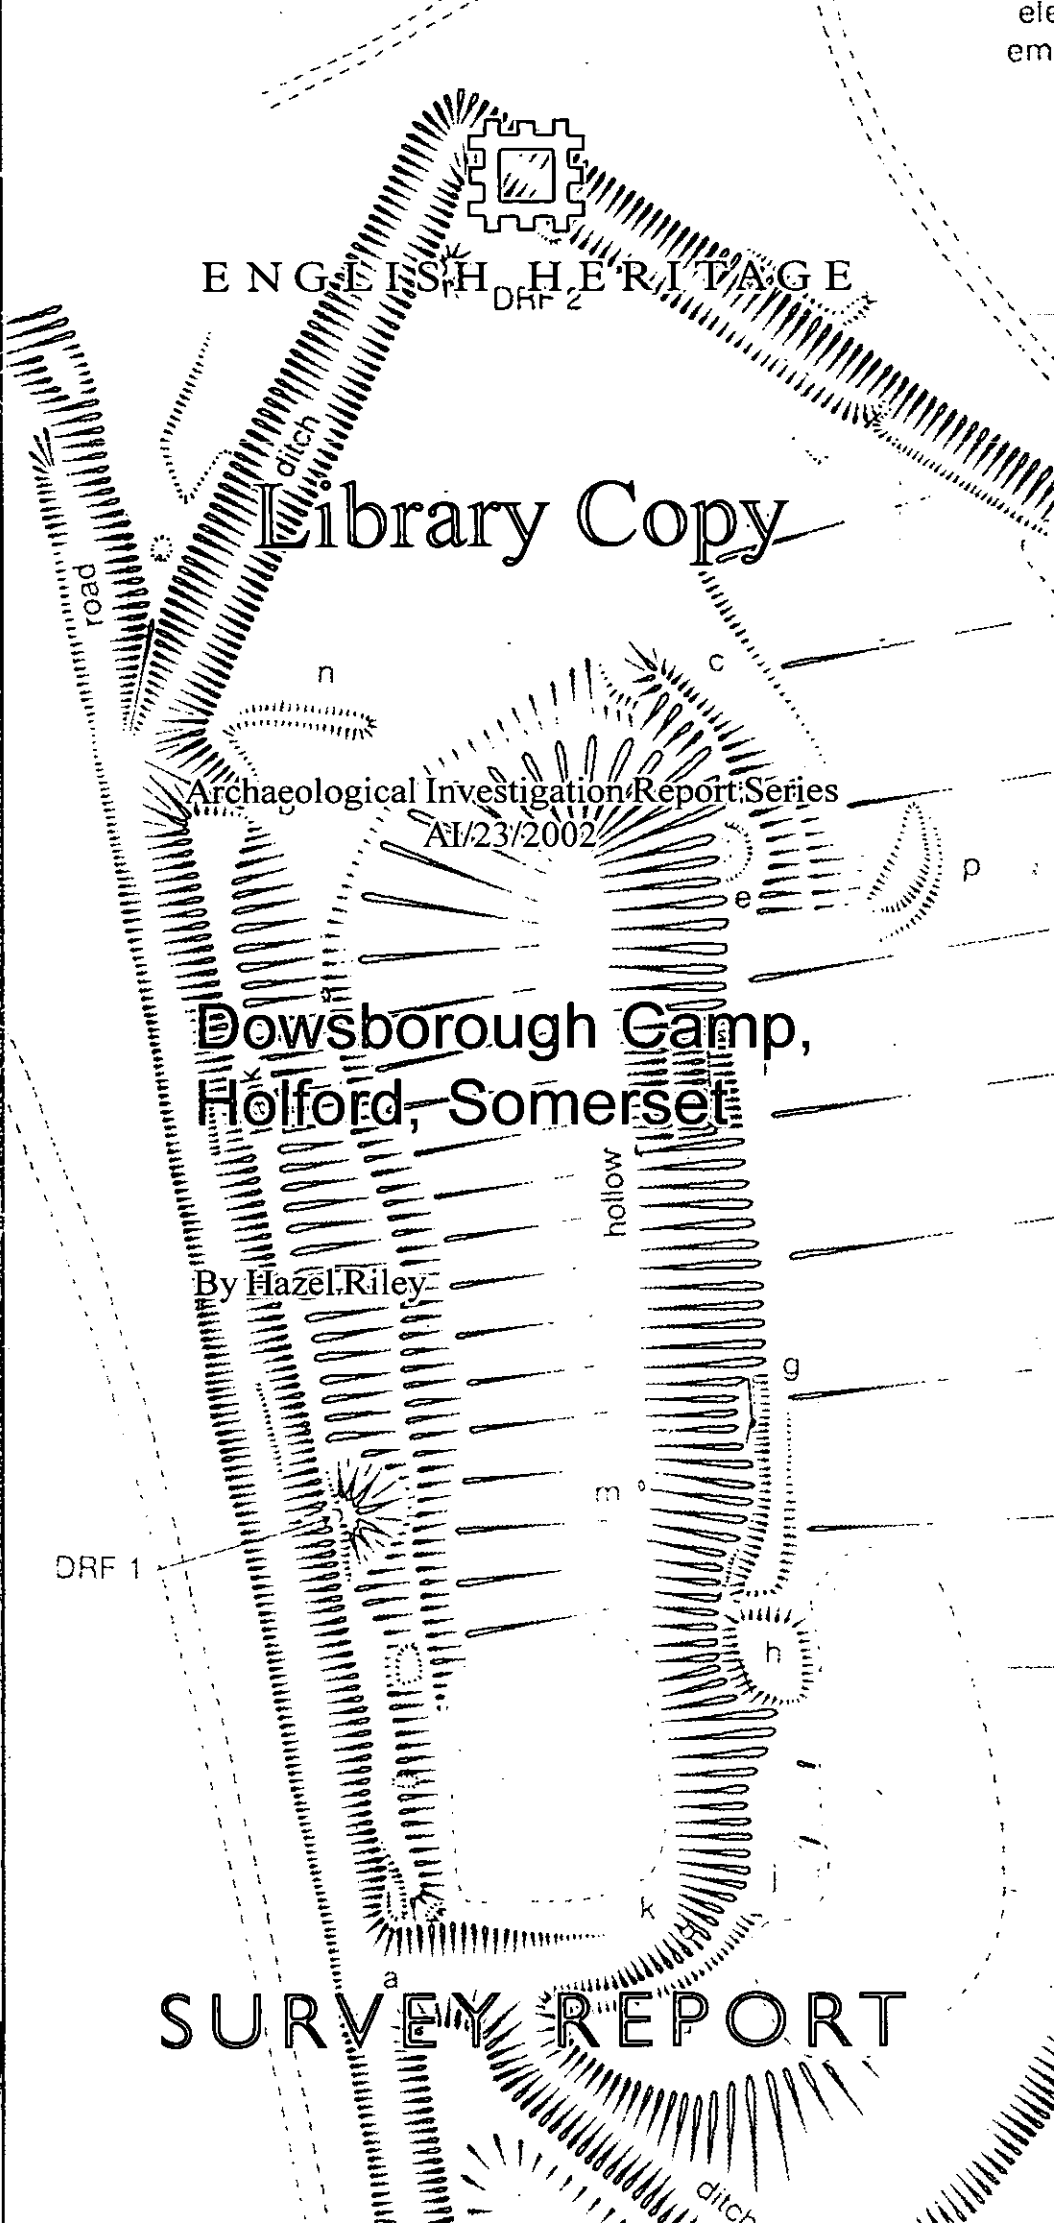 ele
em
ENGLISH HERITAGE
DRF 2
ditch
Library Copy
road
n
c
Archaeological Investigation Report Series
AI/23/2002
p
e
Dowsborough Camp,
Holford, Somerset
hollow
By Hazel Riley
g
m
DRF 1
h
j
k
a
SURVEY REPORT
ditch